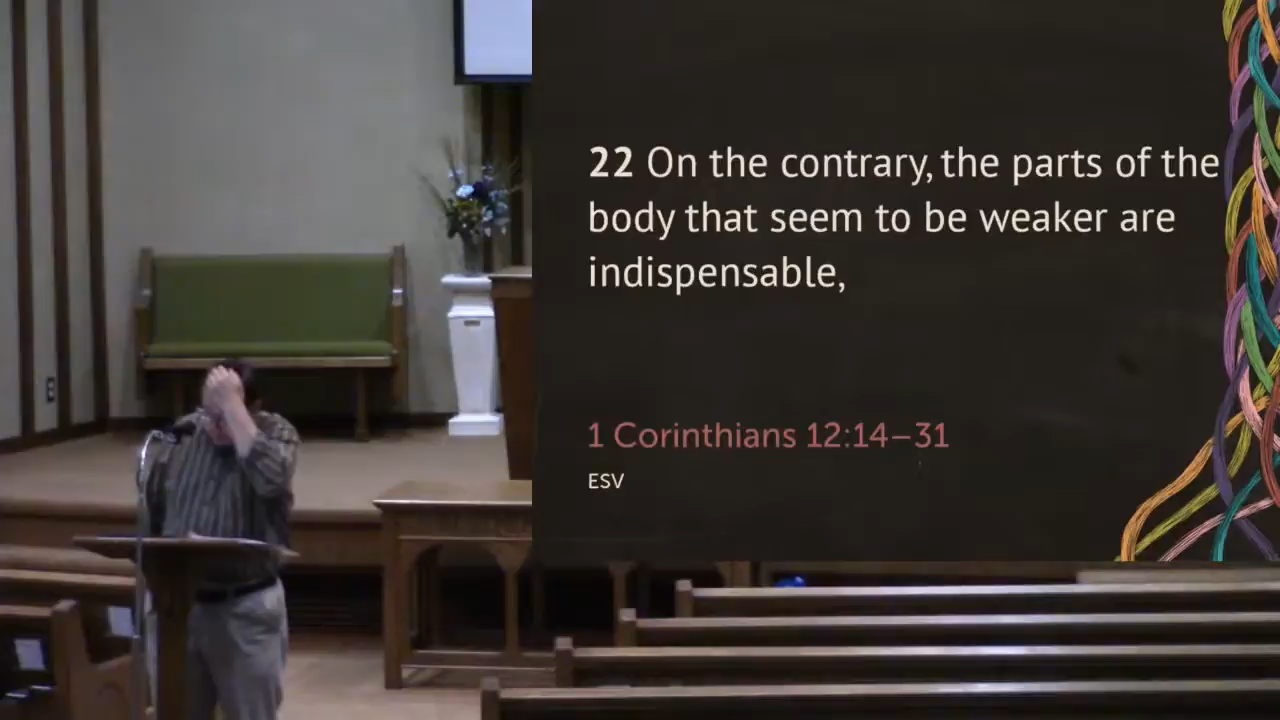 22 On the contrary, the parts of the
body that seem to be weaker are
indispensable,
1 Corinthians 12:14–31
ESV